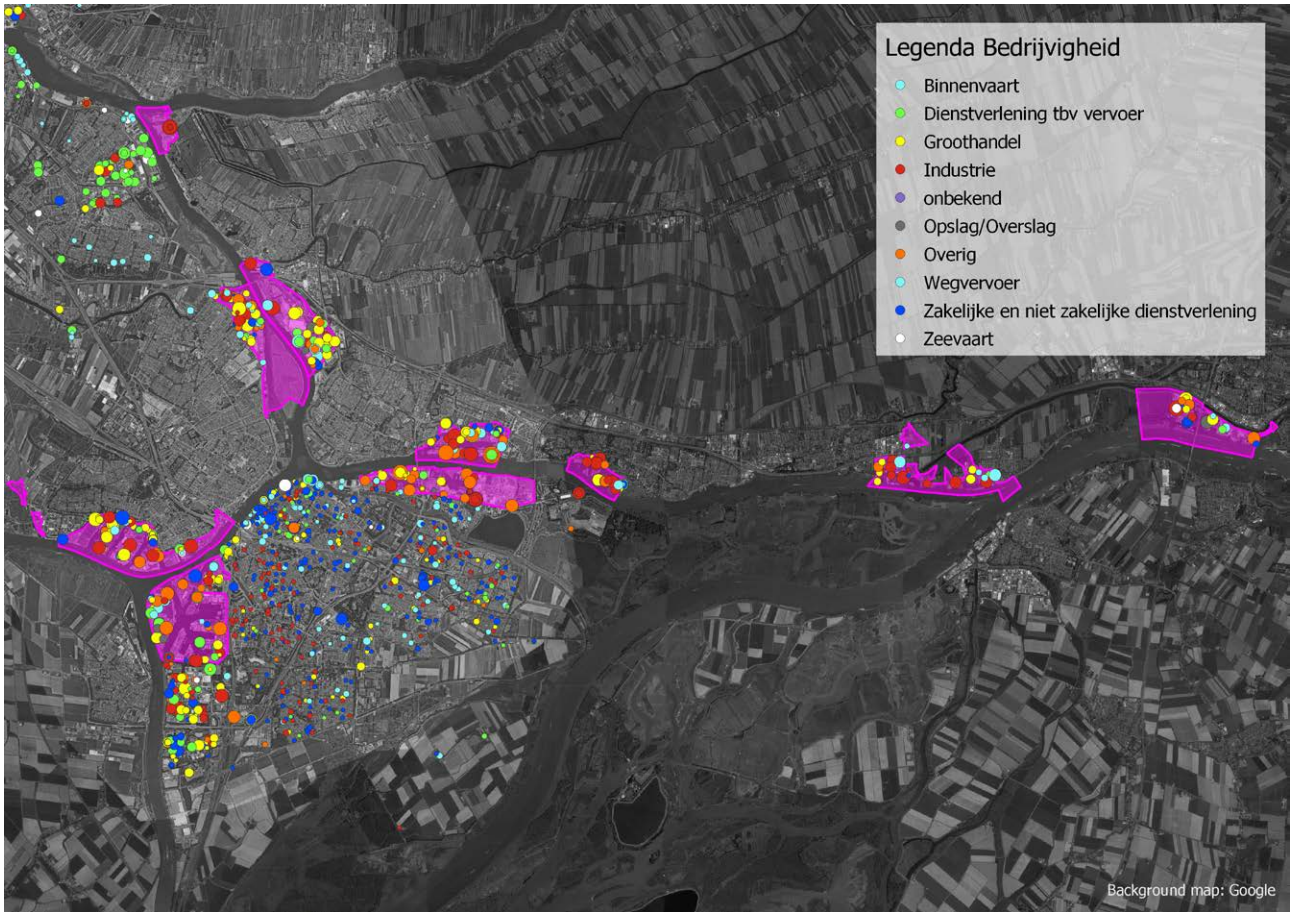 Legenda Bedrijvigheid
Binnenvaart
Dienstverlening tbv vervoer
Groothandel
Industrie
onbekend
Opslag/Overslag
Overig
Wegvervoer
Zakelijke en niet zakelijke dienstverlening
Zeevaart
Background map: Google